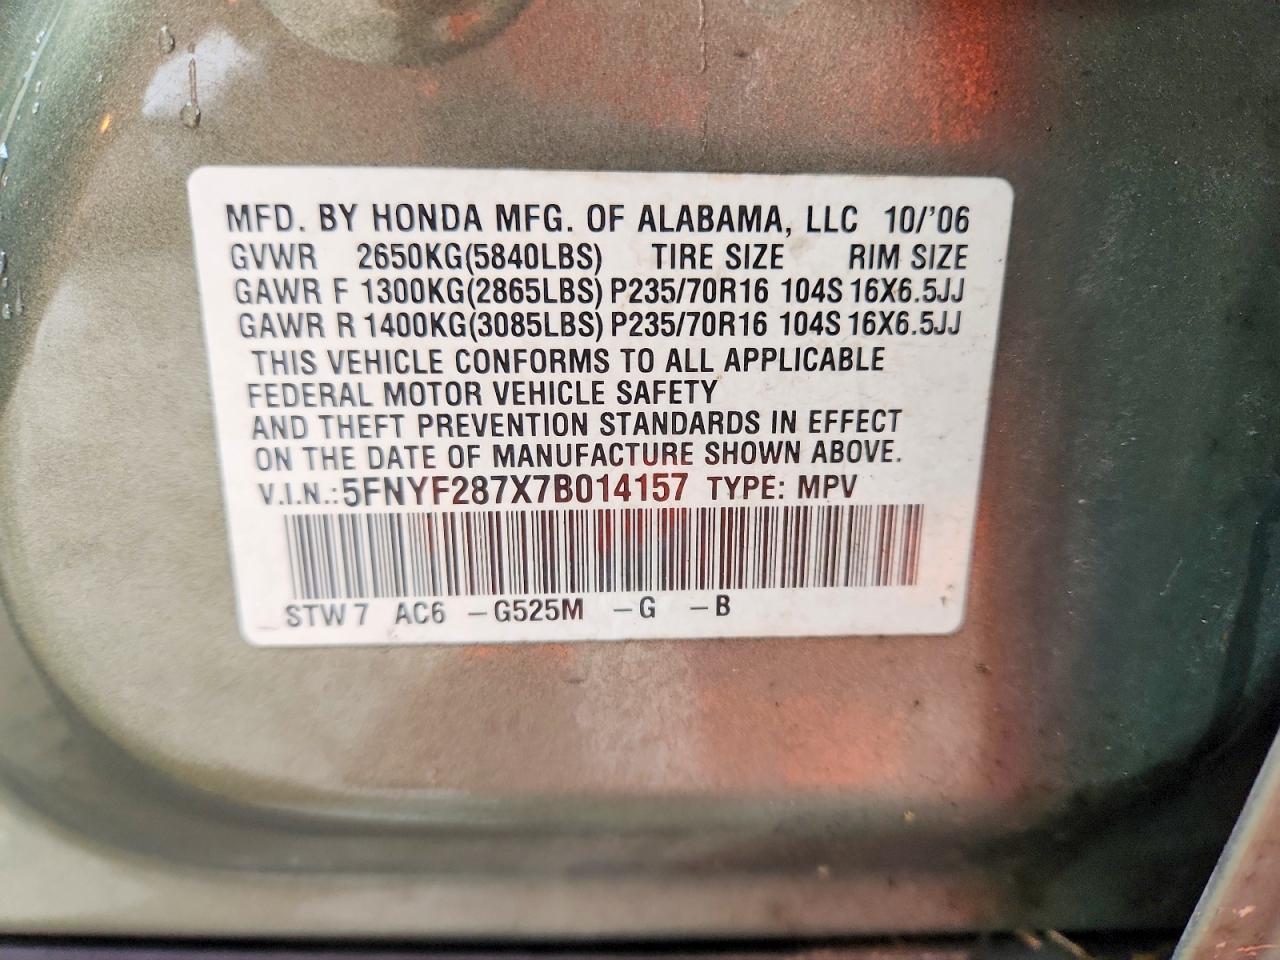 MFD. BY HONDA MFG. OF ALABAMA, LLC 10/'06
GVWR 2650KG(5840LBS) TIRE SIZE RIM SIZE
GAWR F 1300KG(2865LBS) P235/70R16 104S 16X6.5JJ
GAWR R 1400KG(3085LBS) P235/70R16 104S 16X6.5JJ
THIS VEHICLE CONFORMS TO ALL APPLICABLE
FEDERAL MOTOR VEHICLE SAFETY
AND THEFT PREVENTION STANDARDS IN EFFECT
ON THE DATE OF MANUFACTURE SHOWN ABOVE.
V.I.N.:5FNYF287X7B014157 TYPE: MPV
STW7 AC6 –G525M –G –B